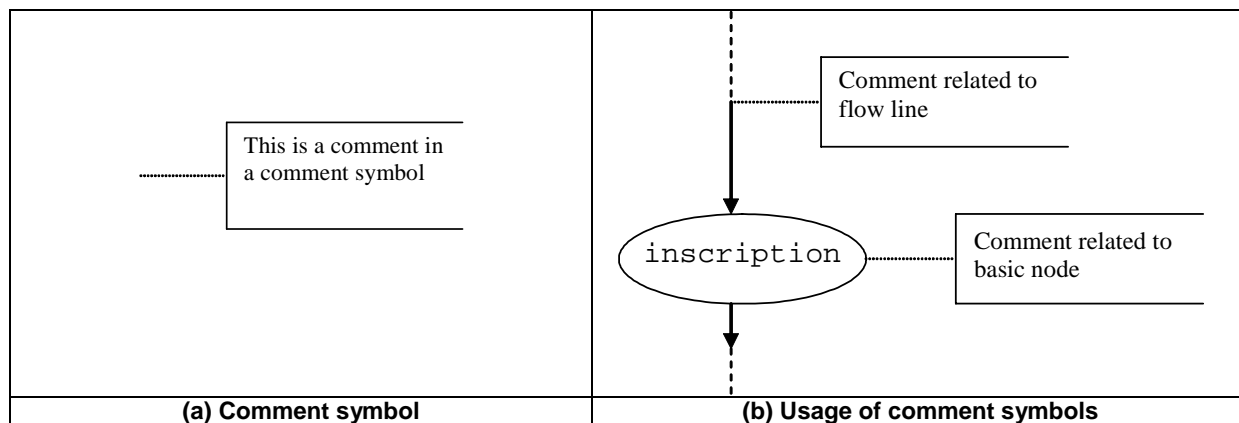 This is a comment in
a comment symbol
(a) Comment symbol
Comment related to
flow line
inscription
Comment related to
basic node
(b) Usage of comment symbols